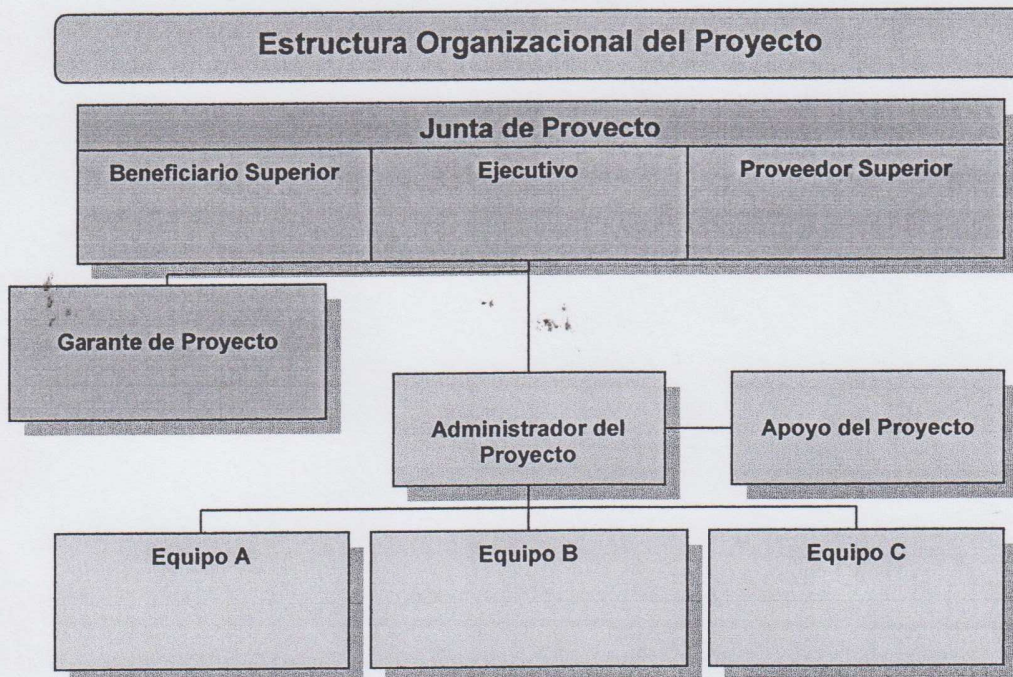 Estructura Organizacional del Proyecto
Junta de Provecto
Beneficiario Superior
Ejecutivo
Proveedor Superior
Garante de Proyecto
Administrador del
Proyecto
Apoyo del Proyecto
Equipo A
Equipo B
Equipo C